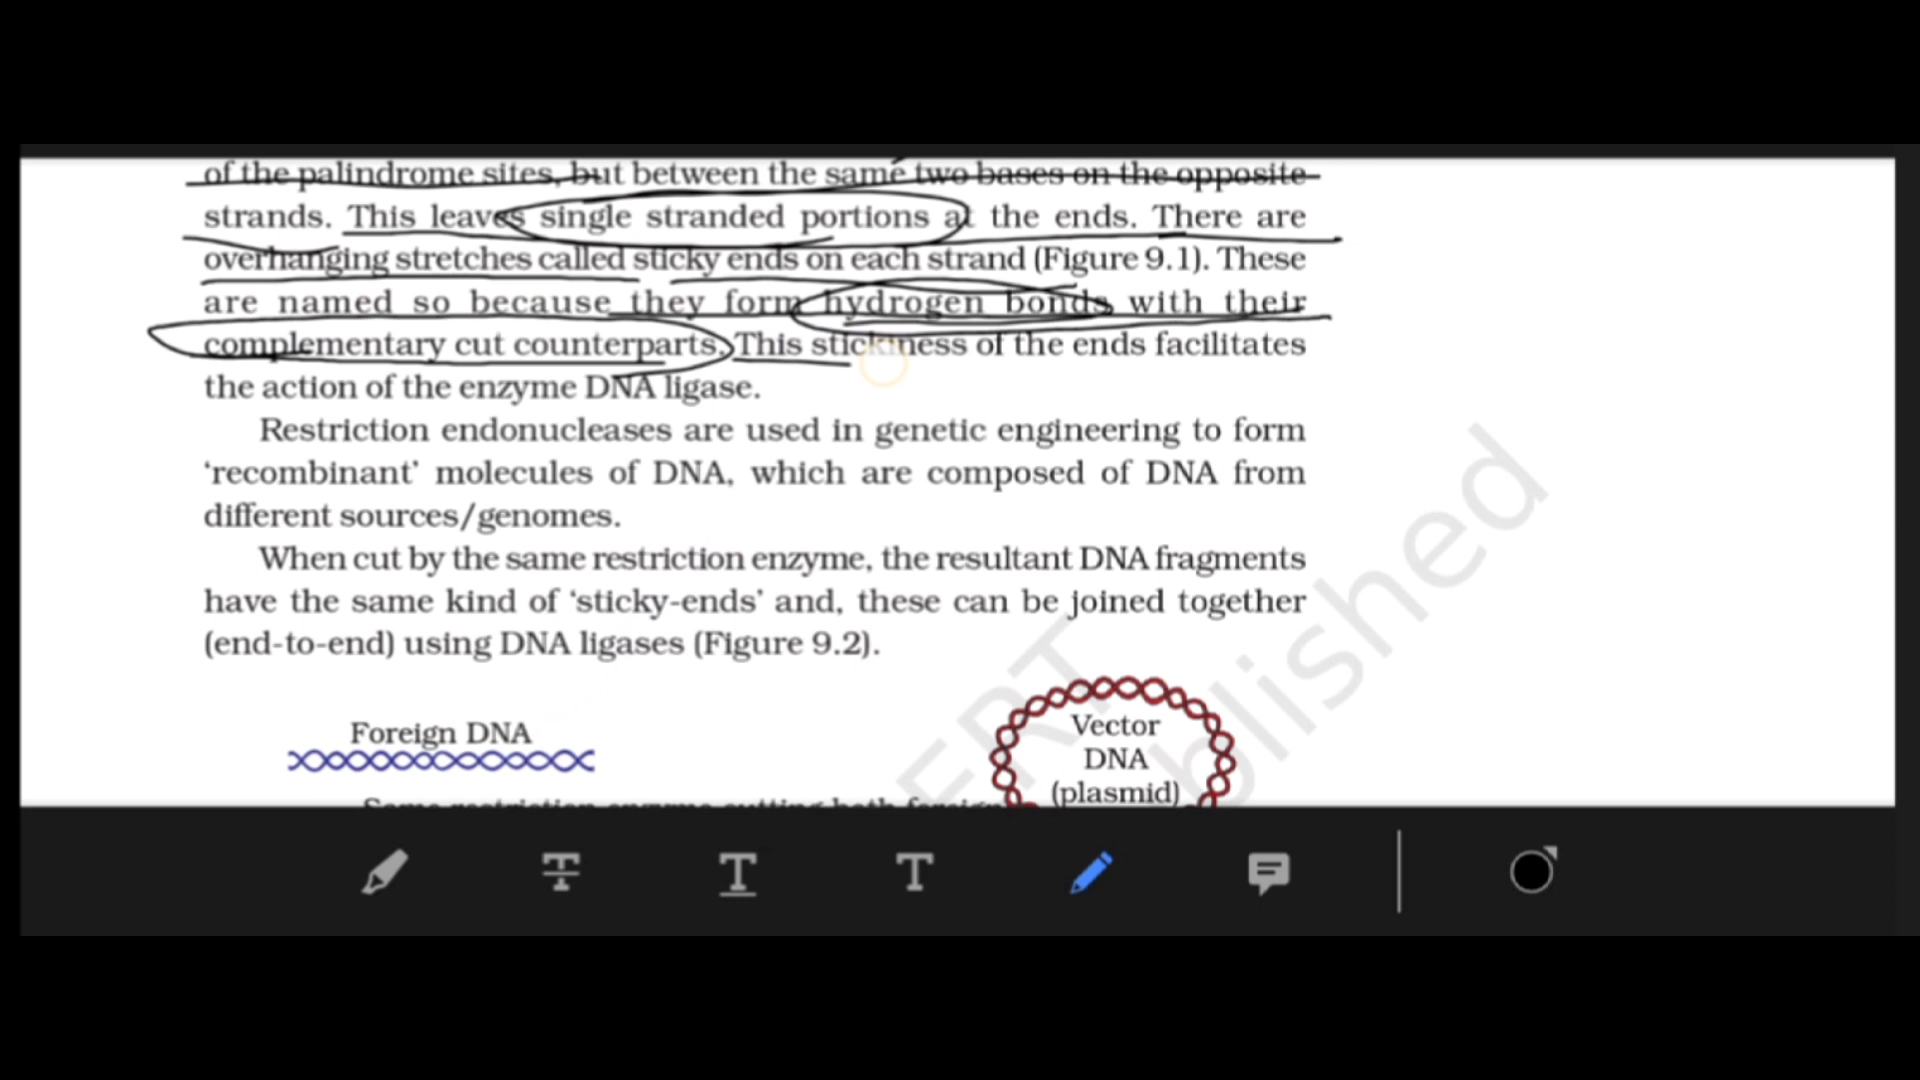 of the palindrome sites, but between the same two bases on the opposite
strands. This leaves single stranded portions at the ends. There are
overhanging stretches called sticky ends on each strand (Figure 9.1). These
are named so because they form hydrogen bonds with their
complementary cut counterparts. This stickiness of the ends facilitates
the action of the enzyme DNA ligase.
Restriction endonucleases are used in genetic engineering to form
‘recombinant’ molecules of DNA, which are composed of DNA from
different sources/genomes.
When cut by the same restriction enzyme, the resultant DNA fragments
have the same kind of ‘sticky-ends’ and, these can be joined together
(end-to-end) using DNA ligases (Figure 9.2).
Foreign DNA
Vector
DNA
(plasmid)
Same restriction enzyme cutting both foreign